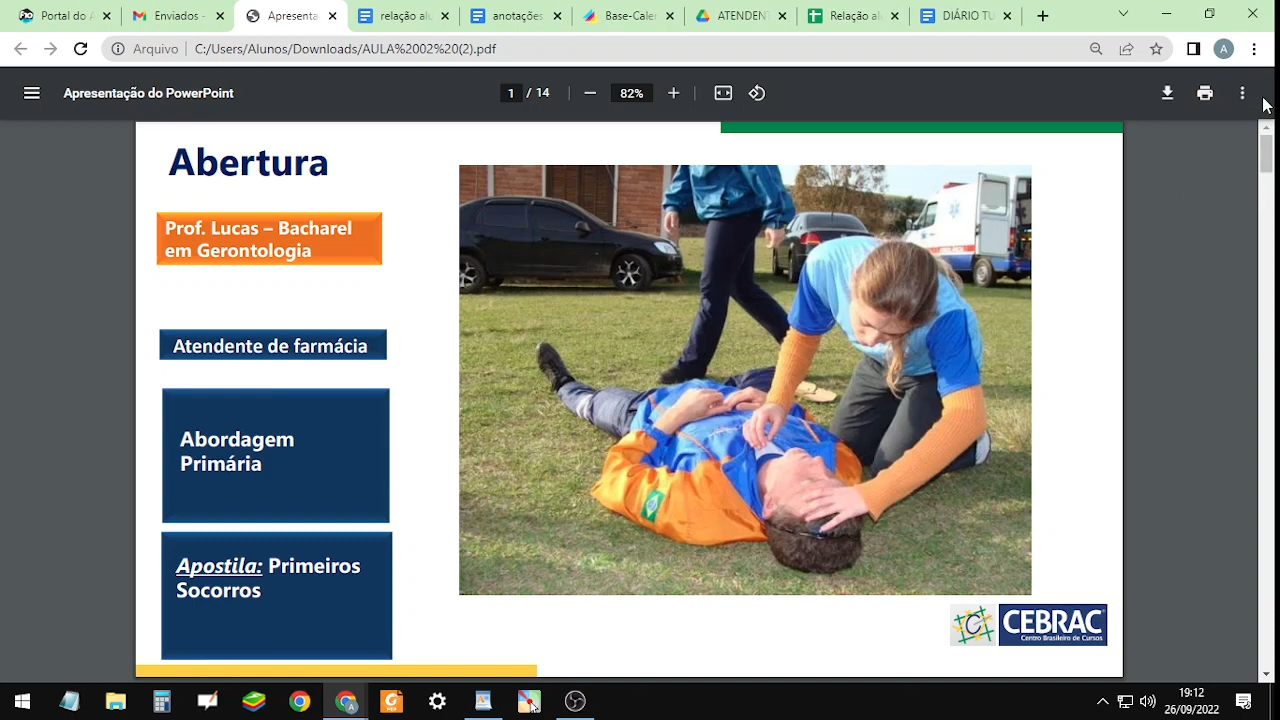 Portal do A
Enviados -
Apresenta
relação al
anotações
Base-Caler
ATENDENT
Relação al
DIÁRIO TU
Arquivo
C:/Users/Alunos/Downloads/AULA%2002%20(2).pdf
A
Apresentação do PowerPoint
1 / 14
82%
Abertura
Prof. Lucas – Bacharel
em Gerontologia
Atendente de farmácia
Abordagem
Primária
Apostila: Primeiros
Socorros
CEBRAC
Centro Brasileiro de Cursos
19:12
26/09/2022